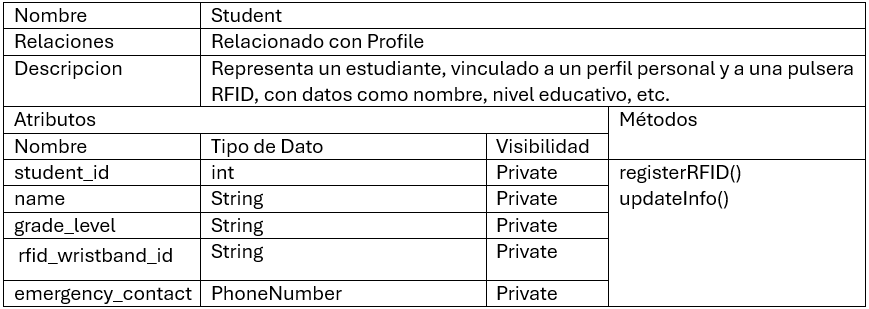 Nombre Student
Relaciones Relacionado con Profile
Descripcion Representa un estudiante, vinculado a un perfil personal y a una pulsera
RFID, con datos como nombre, nivel educativo, etc.
Atributos Métodos
Nombre Tipo de Dato Visibilidad
student_id int Private registerRFID()
name String Private updateInfo()
grade_level String Private
rfid_wristband_id String Private
emergency_contact PhoneNumber Private